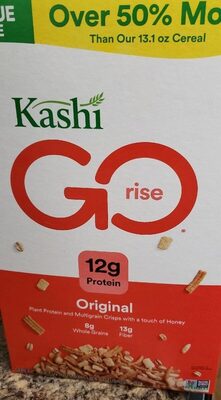 UE
E
Over 50% Mo
Than Our 13.1 oz Cereal
Kashi
GO
rise
12g
Protein
Original
Plant Protein and Multigrain Crisps with a touch of Honey
8g
Whole Grains
13g
Fiber